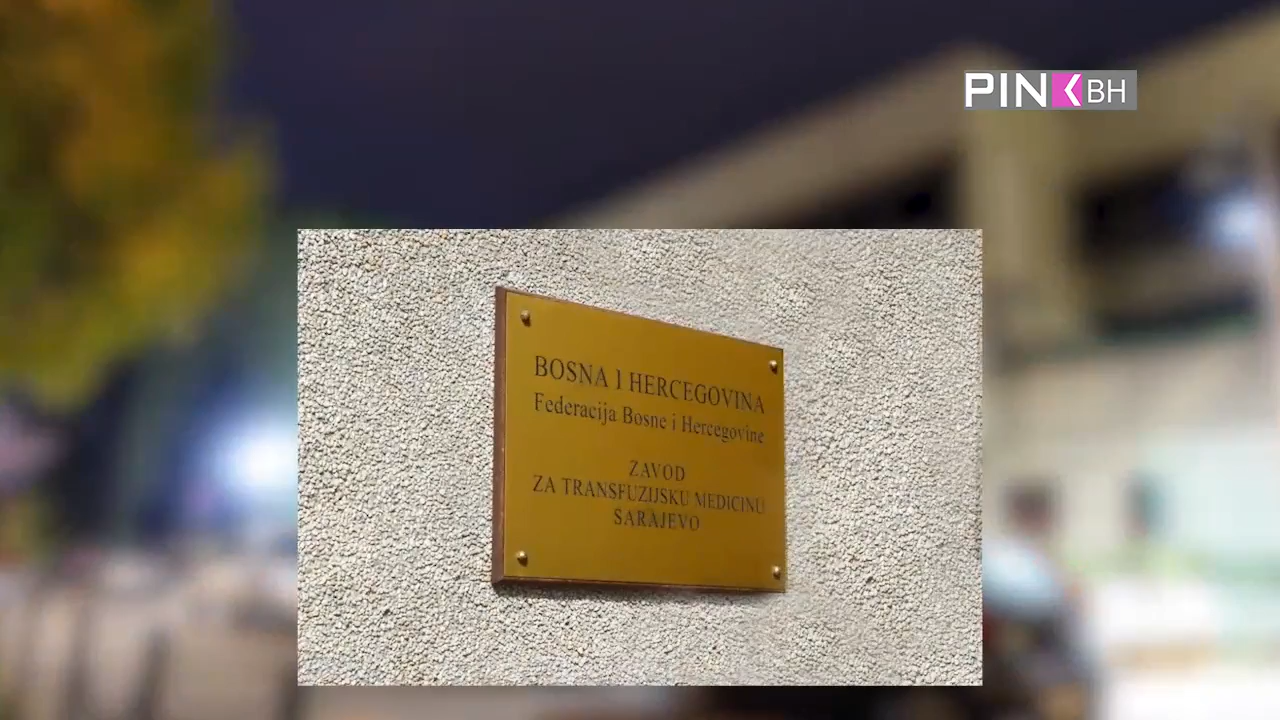 PINK BH
BOSNA I HERCEGOVINA
Federacija Bosne i Hercegovine
ZAVOD
ZA TRANSFUZIJSKU MEDICINU
SARAJEVO